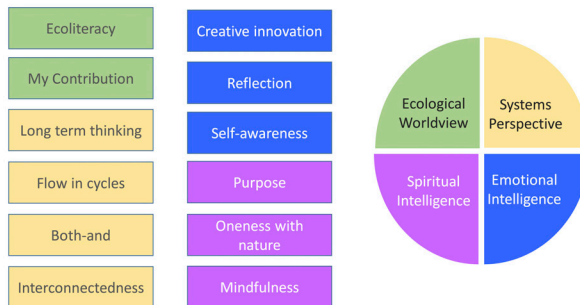 Ecoliteracy
My Contribution
Long term thinking
Flow in cycles
Both-and
Interconnectedness
Creative innovation
Reflection
Self-awareness
Purpose
Oneness with
nature
Mindfulness
Ecological
Worldview
Systems
Perspective
Spiritual
Intelligence
Emotional
Intelligence